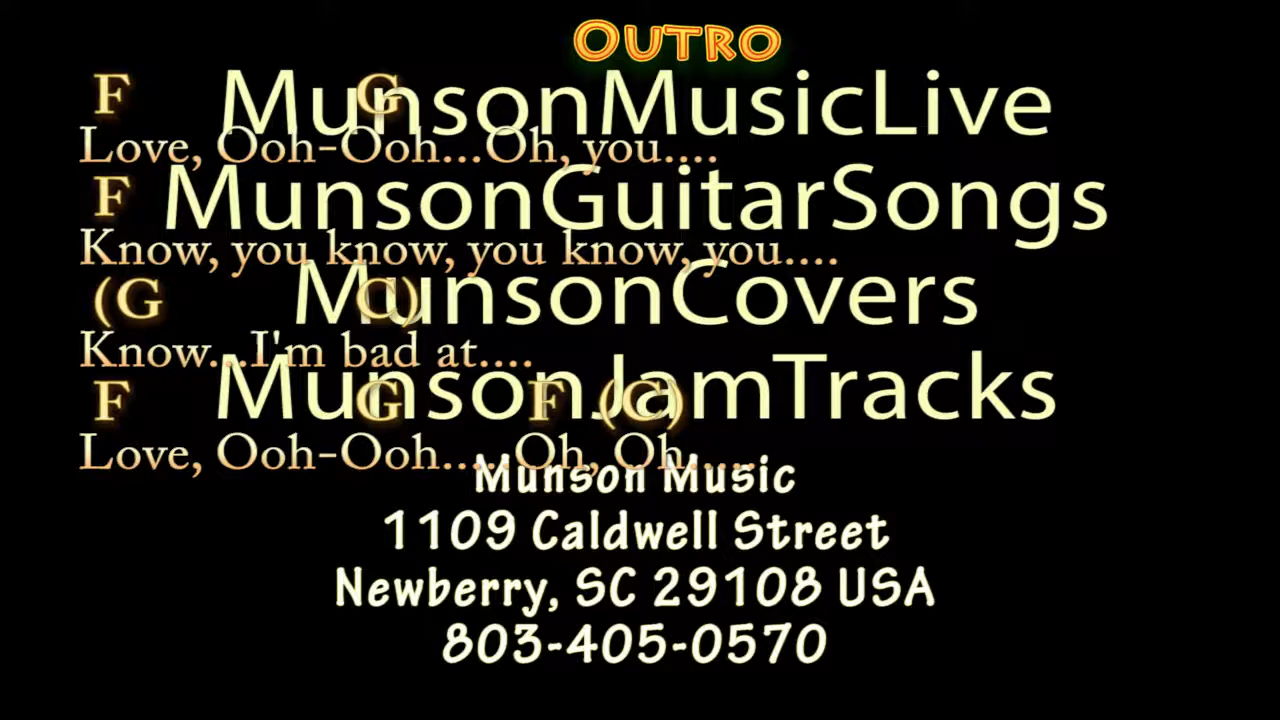 Outro
F G
MunsonMusicLive
Love, Ooh-Ooh...Oh, you....
F
MunsonGuitarSongs
Know, you know, you know, you....
(G C)
MunsonCovers
Know...I'm bad at....
MunsonJamTracks
F G F (C)
Love, Ooh-Ooh.....Oh, Oh.....
Munson Music
1109 Caldwell Street
Newberry, SC 29108 USA
803-405-0570